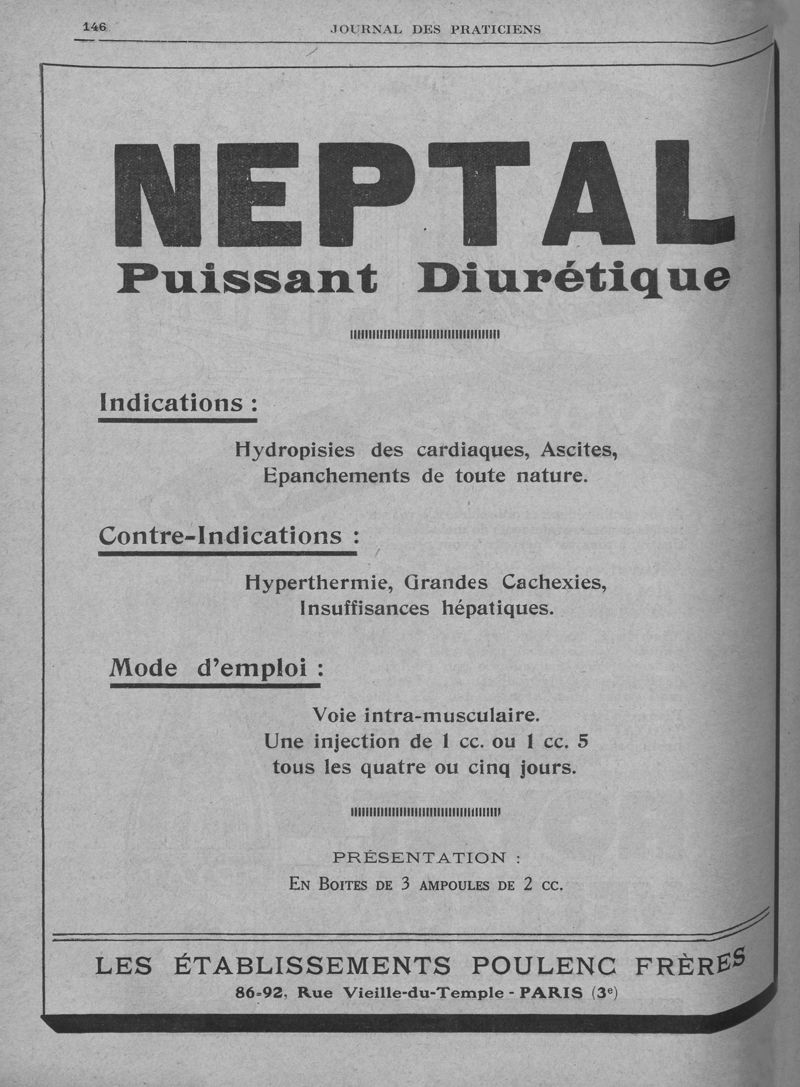 146
JOURNAL DES PRATICIENS
NEPTAL
Puissant Diurétique
Indications :
Hydropisies des cardiaques, Ascites,
Epanchements de toute nature.
Contre-Indications :
Hyperthermie, Grandes Cachexies,
Insuffisances hépatiques.
Mode d'emploi :
Voie intra-musculaire.
Une injection de 1 cc. ou 1 cc. 5
tous les quatre ou cinq jours.
PRÉSENTATION :
EN BOITES DE 3 AMPOULES DE 2 CC.
LES ÉTABLISSEMENTS POULENC FRÈRES
86-92, Rue Vieille-du-Temple - PARIS (3e)